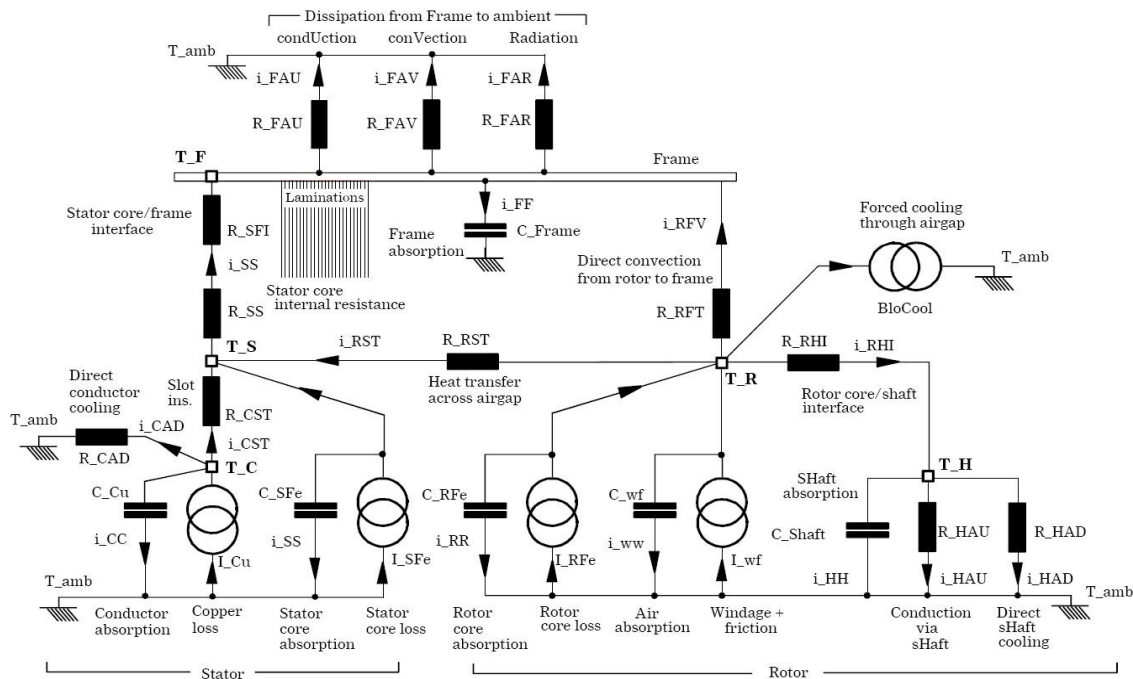 Dissipation from Frame to ambient
condUction
conVection
Radiation
T_amb
i_FAU
i_FAV
i_FAR
R_FAU
R_FAV
R_FAR
T_F
Frame
Laminations
Stator core/frame
interface
R_SFI
i_FF
C_Frame
Frame
absorption
i_RFV
Forced cooling
through airgap
T_amb
BloCool
i_SS
Direct convection
from rotor to frame
Stator core
internal resistance
R_SS
R_RFT
T_S
i_RST
R_RST
R_RHI
i_RHI
T_R
Heat transfer
across airgap
Rotor core/shaft
interface
Direct
conductor
cooling
Slot
ins.
R_CST
T_amb
i_CAD
i_CST
R_CAD
T_C
T_H
C_Cu
C_SFe
C_RFe
C_wf
SHaft
absorption
C_Shaft
R_HAU
R_HAD
i_CC
i_SS
i_RR
i_ww
I_Cu
I_SFe
I_RFe
I_wf
i_HH
i_HAU
i_HAD
T_amb
T_amb
Conductor
absorption
Copper
loss
Stator
core
absorption
Stator
core loss
Rotor
core absorption
Rotor
core loss
Air
absorption
Windage +
friction
Conduction
via
sHaft
Direct
sHaft
cooling
Stator
Rotor